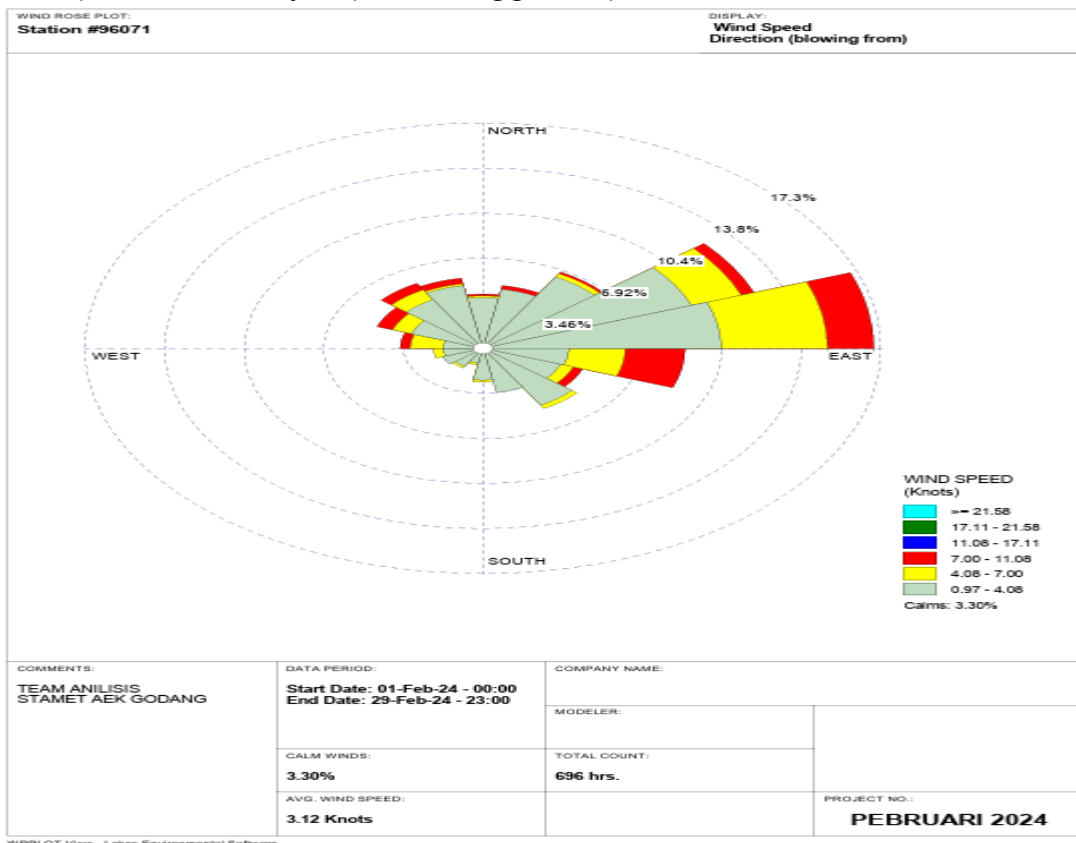 WIND ROSE PLOT:
Station #96071
DISPLAY:
Wind Speed
Direction (blowing from)
NORTH
17.3%
13.8%
10.4%
6.92%
3.46%
WEST
EAST
SOUTH
WIND SPEED
(Knots)
>= 21.58
17.11 - 21.58
11.08 - 17.11
7.00 - 11.08
4.08 - 7.00
0.97 - 4.08
Calms: 3.30%
COMMENTS:
TEAM ANILISIS
STAMET AEK GODANG
DATA PERIOD:
Start Date: 01-Feb-24 - 00:00
End Date: 29-Feb-24 - 23:00
COMPANY NAME:
MODELER:
CALM WINDS:
3.30%
TOTAL COUNT:
696 hrs.
AVG. WIND SPEED:
3.12 Knots
PROJECT NO.:
PEBRUARI 2024